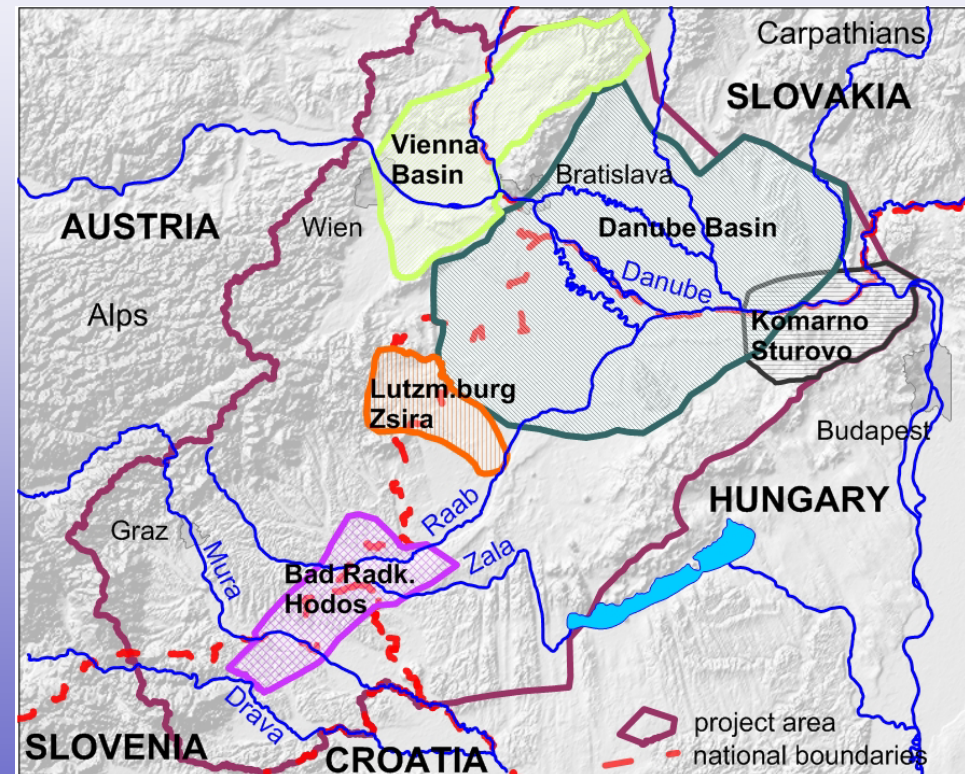 Carpathians
SLOVAKIA
Vienna
Basin
Bratislava
AUSTRIA
Wien
Danube Basin
Danube
Alps
Komarno
Sturovo
Lutzm.burg
Zsira
Budapest
HUNGARY
Graz
Raab
Mura
Zala
Bad Radk.
Hodos
Drava
project area
SLOVENIA
CROATIA
national boundaries